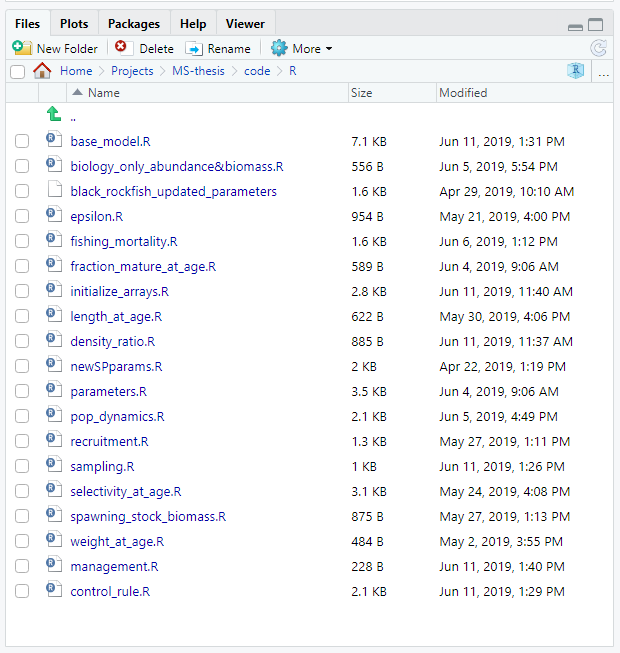 Files Plots Packages Help Viewer
New Folder Delete Rename More
Home Projects MS-thesis code R R ...
Name Size Modified
..
R base_model.R 7.1 KB Jun 11, 2019, 1:31 PM
R biology_only_abundance&biomass.R 556 B Jun 5, 2019, 5:54 PM
black_rockfish_updated_parameters 1.6 KB Apr 29, 2019, 10:10 AM
R epsilon.R 954 B May 21, 2019, 4:00 PM
R fishing_mortality.R 1.6 KB Jun 6, 2019, 1:12 PM
R fraction_mature_at_age.R 589 B Jun 4, 2019, 9:06 AM
R initialize_arrays.R 2.8 KB Jun 11, 2019, 11:40 AM
R length_at_age.R 622 B May 30, 2019, 4:06 PM
R density_ratio.R 885 B Jun 11, 2019, 11:37 AM
R newSPparams.R 2 KB Apr 22, 2019, 1:19 PM
R parameters.R 3.5 KB Jun 4, 2019, 9:06 AM
R pop_dynamics.R 2.1 KB Jun 5, 2019, 4:49 PM
R recruitment.R 1.3 KB May 27, 2019, 1:11 PM
R sampling.R 1 KB Jun 11, 2019, 1:26 PM
R selectivity_at_age.R 3.1 KB May 24, 2019, 4:08 PM
R spawning_stock_biomass.R 875 B May 27, 2019, 1:13 PM
R weight_at_age.R 484 B May 2, 2019, 3:55 PM
R management.R 228 B Jun 11, 2019, 1:40 PM
R control_rule.R 2.1 KB Jun 11, 2019, 1:29 PM